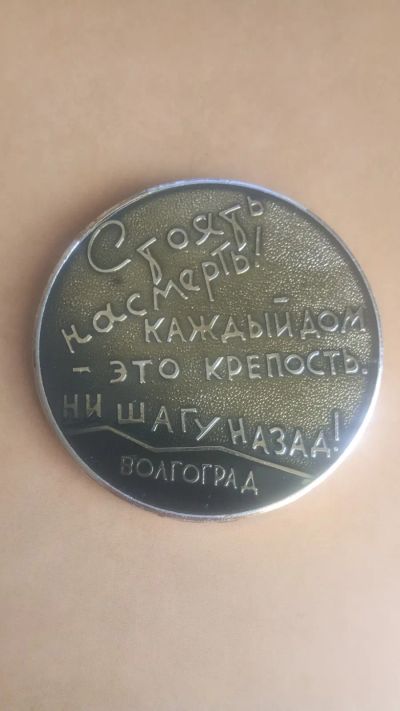 Стоять
насмерть!
КАЖДЫЙ ДОМ
- ЭТО КРЕПОСТЬ.
НИ ШАГУ НАЗАД!
ВОЛГОГРАД